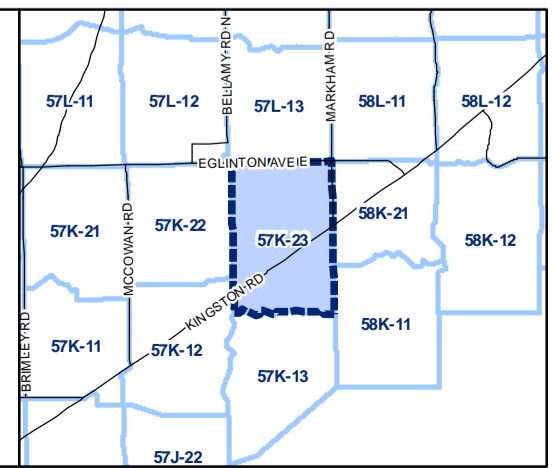 BELLAMY RD N
MARKHAM RD
57L-11
57L-12
57L-13
58L-11
58L-12
EGLINTON AVE E
57K-21
57K-22
57K-23
58K-21
58K-12
MCCOWAN RD
KINGSTON RD
BRIMLEY RD
57K-11
57K-12
57K-13
58K-11
57J-22